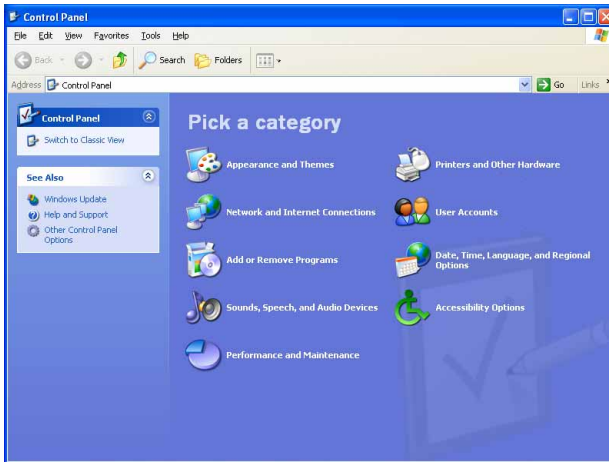 Control Panel
File Edit View Favorites Tools Help
Back Search Folders
Address Control Panel Go Links
Control Panel
Switch to Classic View
See Also
Windows Update
Help and Support
Other Control Panel
Options
Pick a category
Appearance and Themes
Printers and Other Hardware
Network and Internet Connections
User Accounts
Add or Remove Programs
Date, Time, Language, and Regional
Options
Sounds, Speech, and Audio Devices
Accessibility Options
Performance and Maintenance